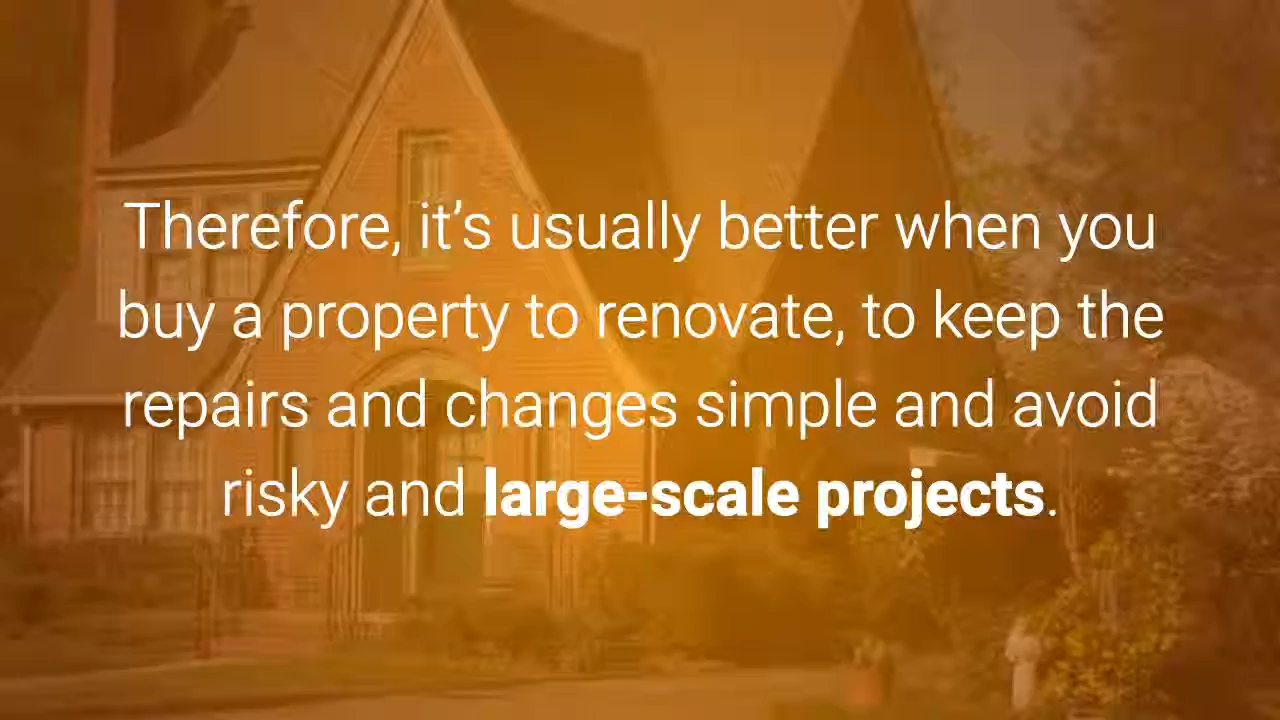 Therefore, it’s usually better when you
buy a property to renovate, to keep the
repairs and changes simple and avoid
risky and large-scale projects.